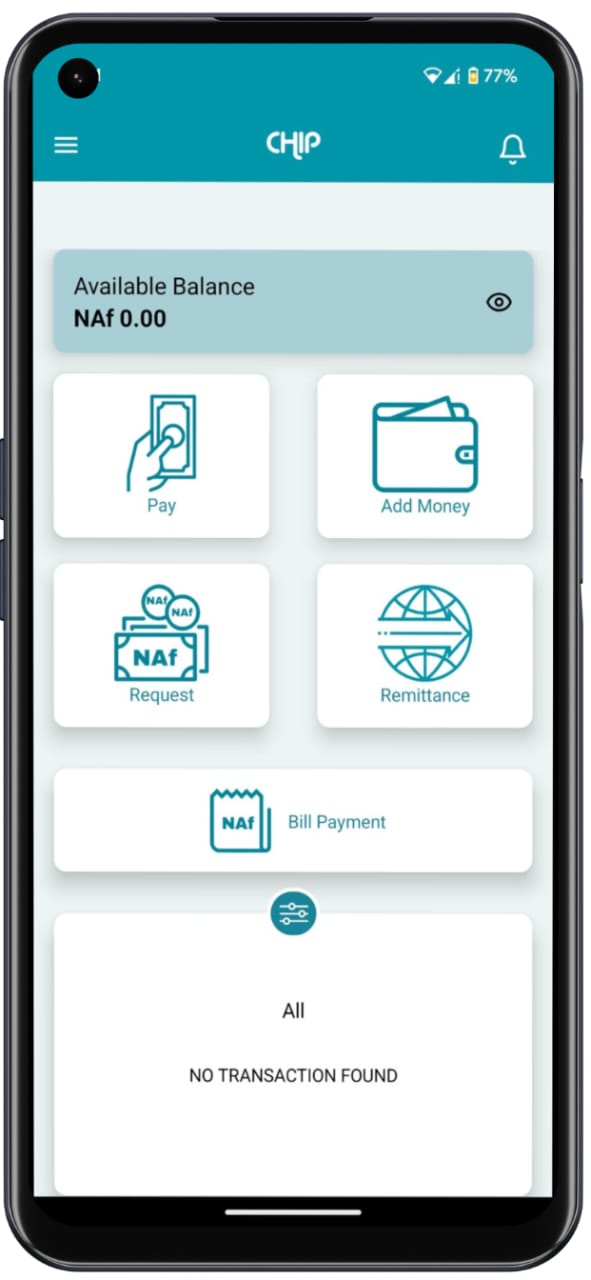 77%
CHIP
Available Balance
NAf 0.00
Pay
Add Money
NAf
NAf
NAf
Request
Remittance
NAf
Bill Payment
All
NO TRANSACTION FOUND